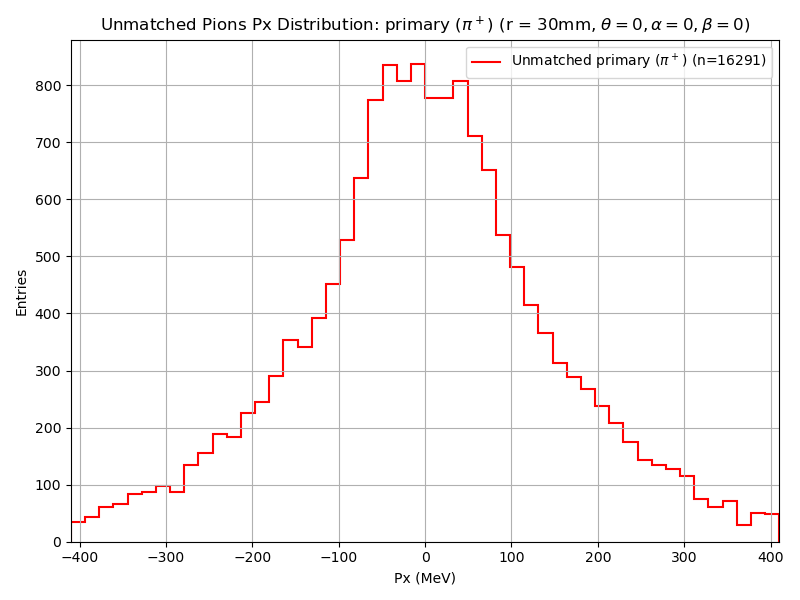 Unmatched Pions Px Distribution: primary (π⁺) (r = 30mm, θ = 0, α = 0, β = 0)
Unmatched primary (π⁺) (n=16291)
Entries
800
700
600
500
400
300
200
100
0
−400 −300 −200 −100 0 100 200 300 400
Px (MeV)